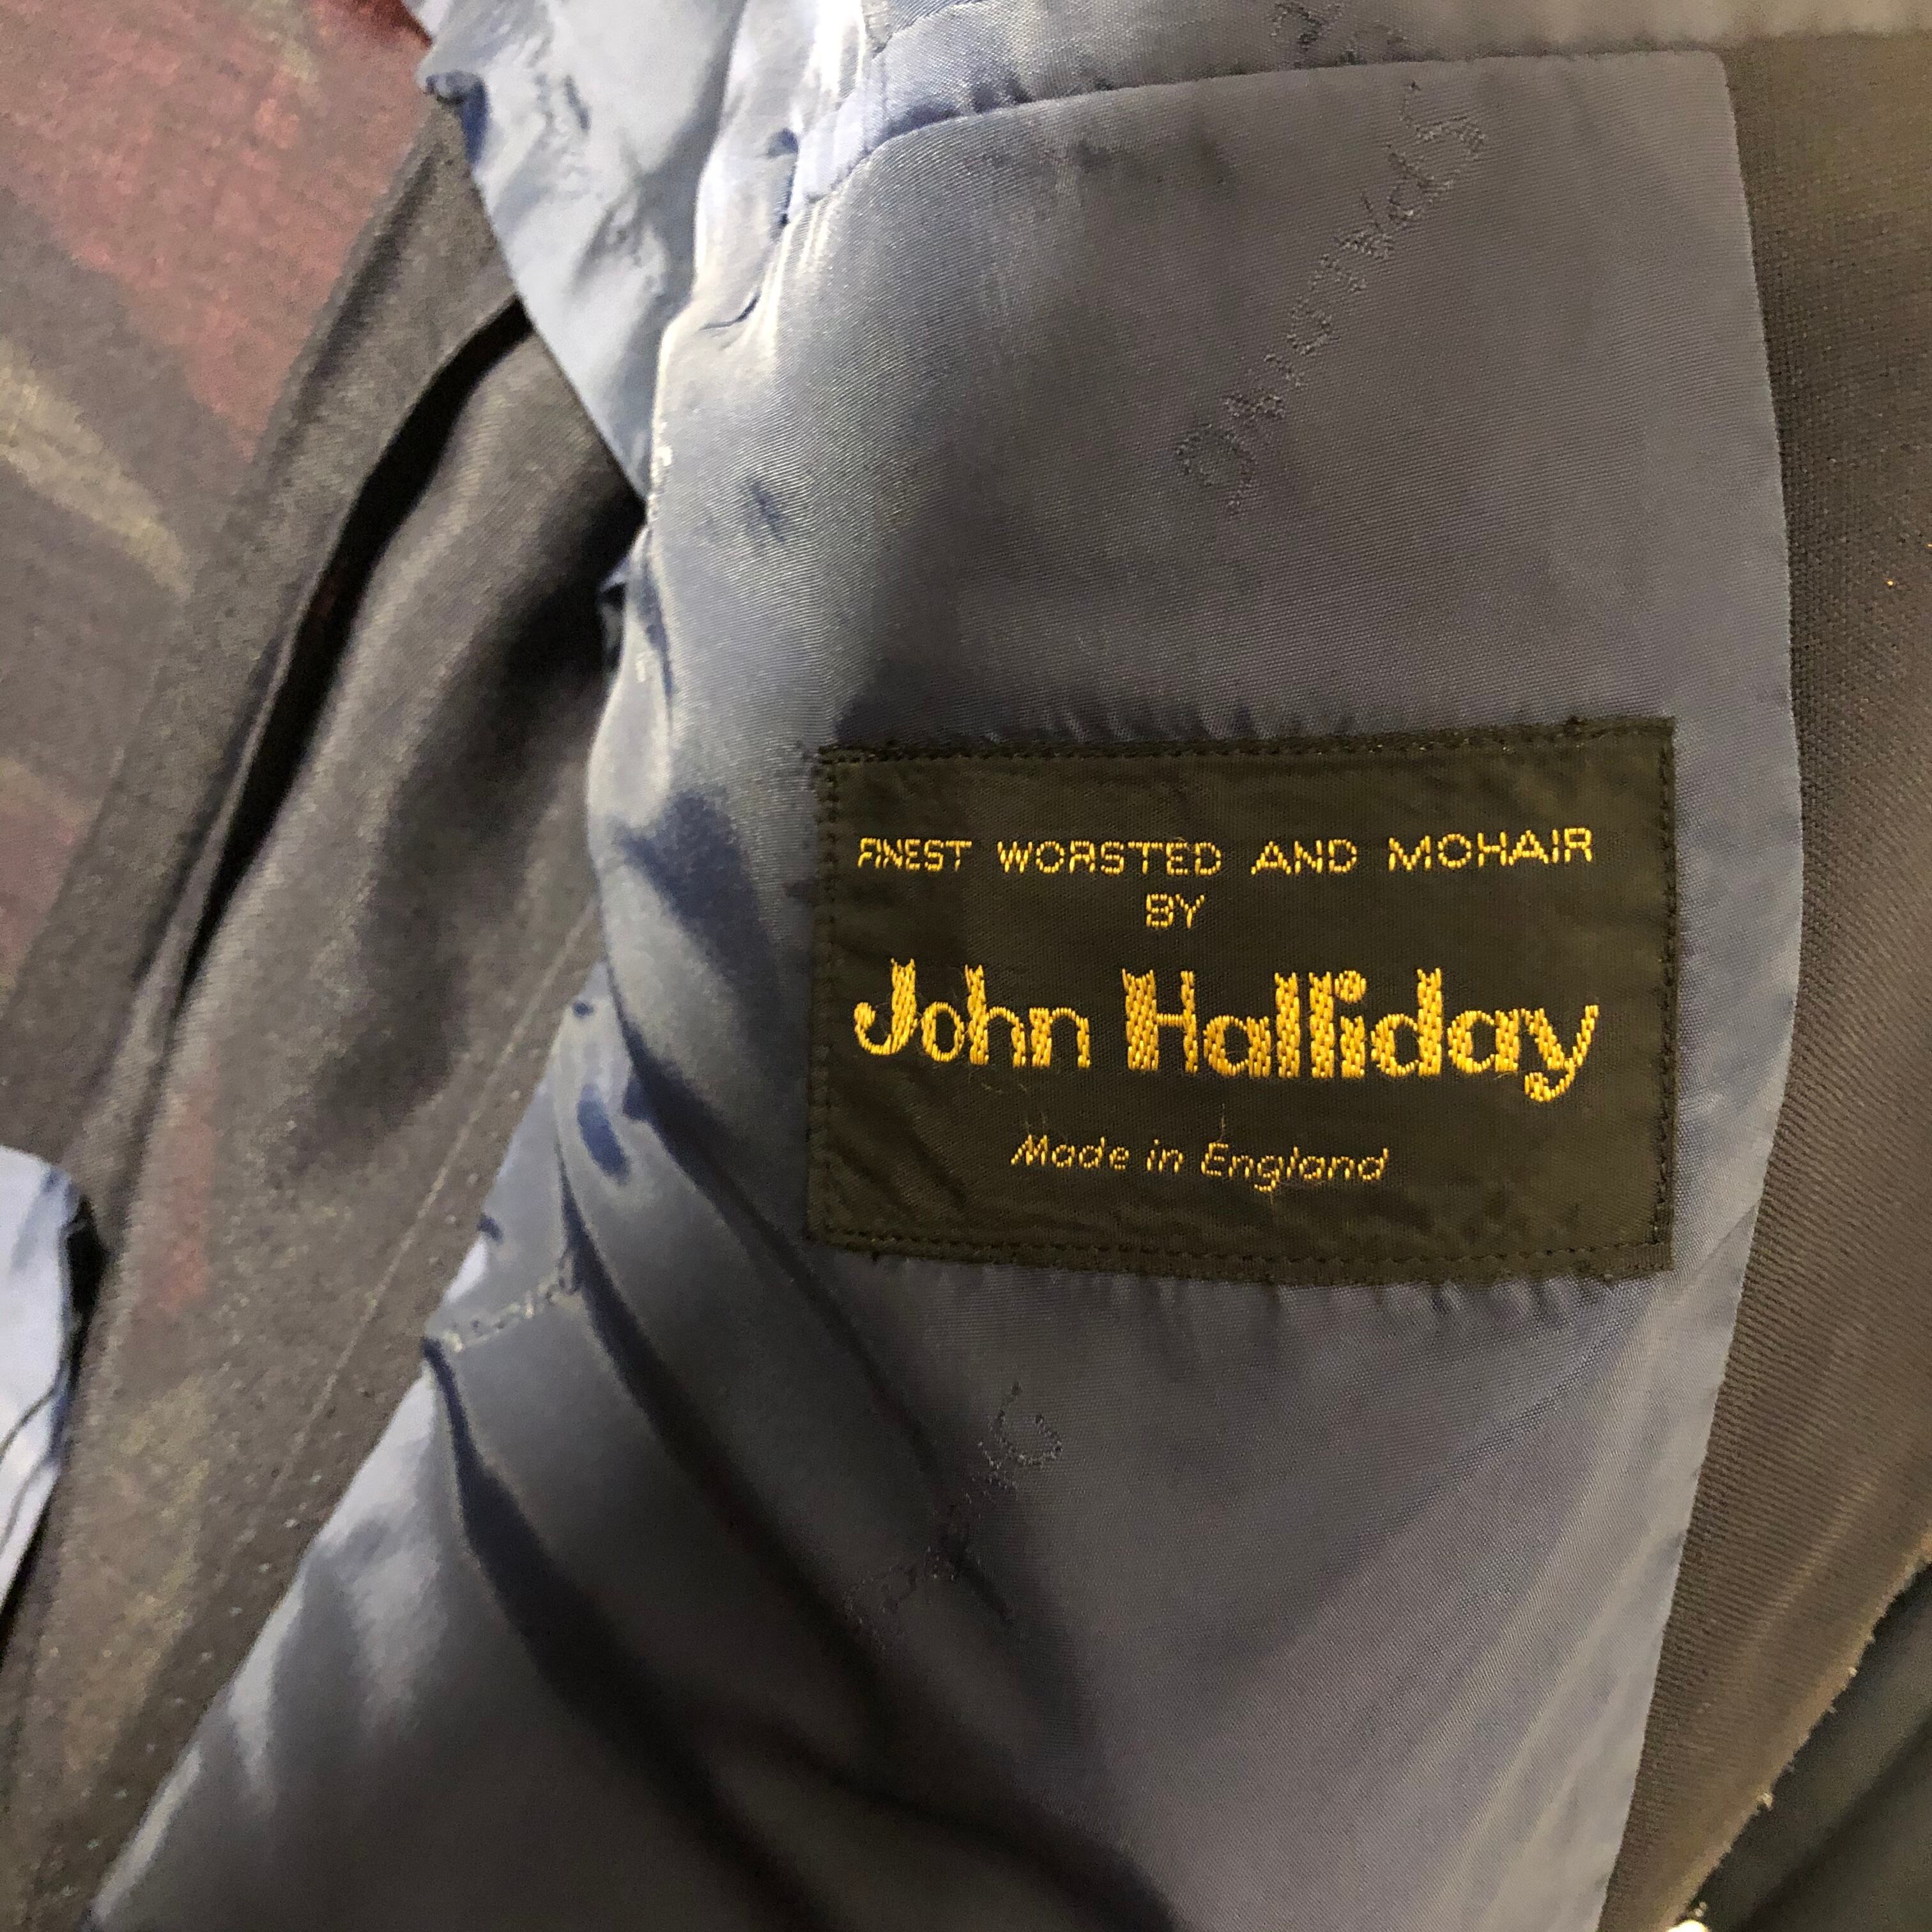 FINEST WORSTED AND MOHAIR
BY
John Halliday
Made in England